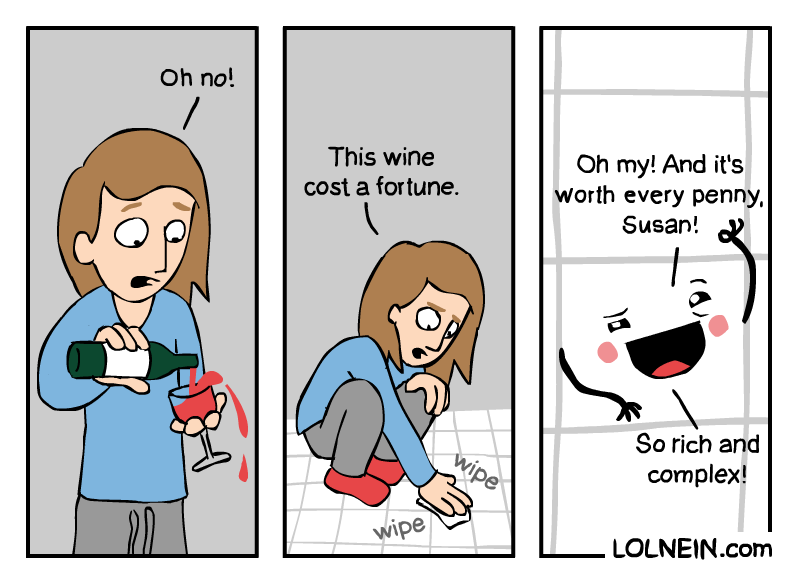 Oh no!
This wine
cost a fortune.
wipe
wipe
Oh my! And it's
worth every penny,
Susan!
So rich and
complex!
LOLNEIN.com